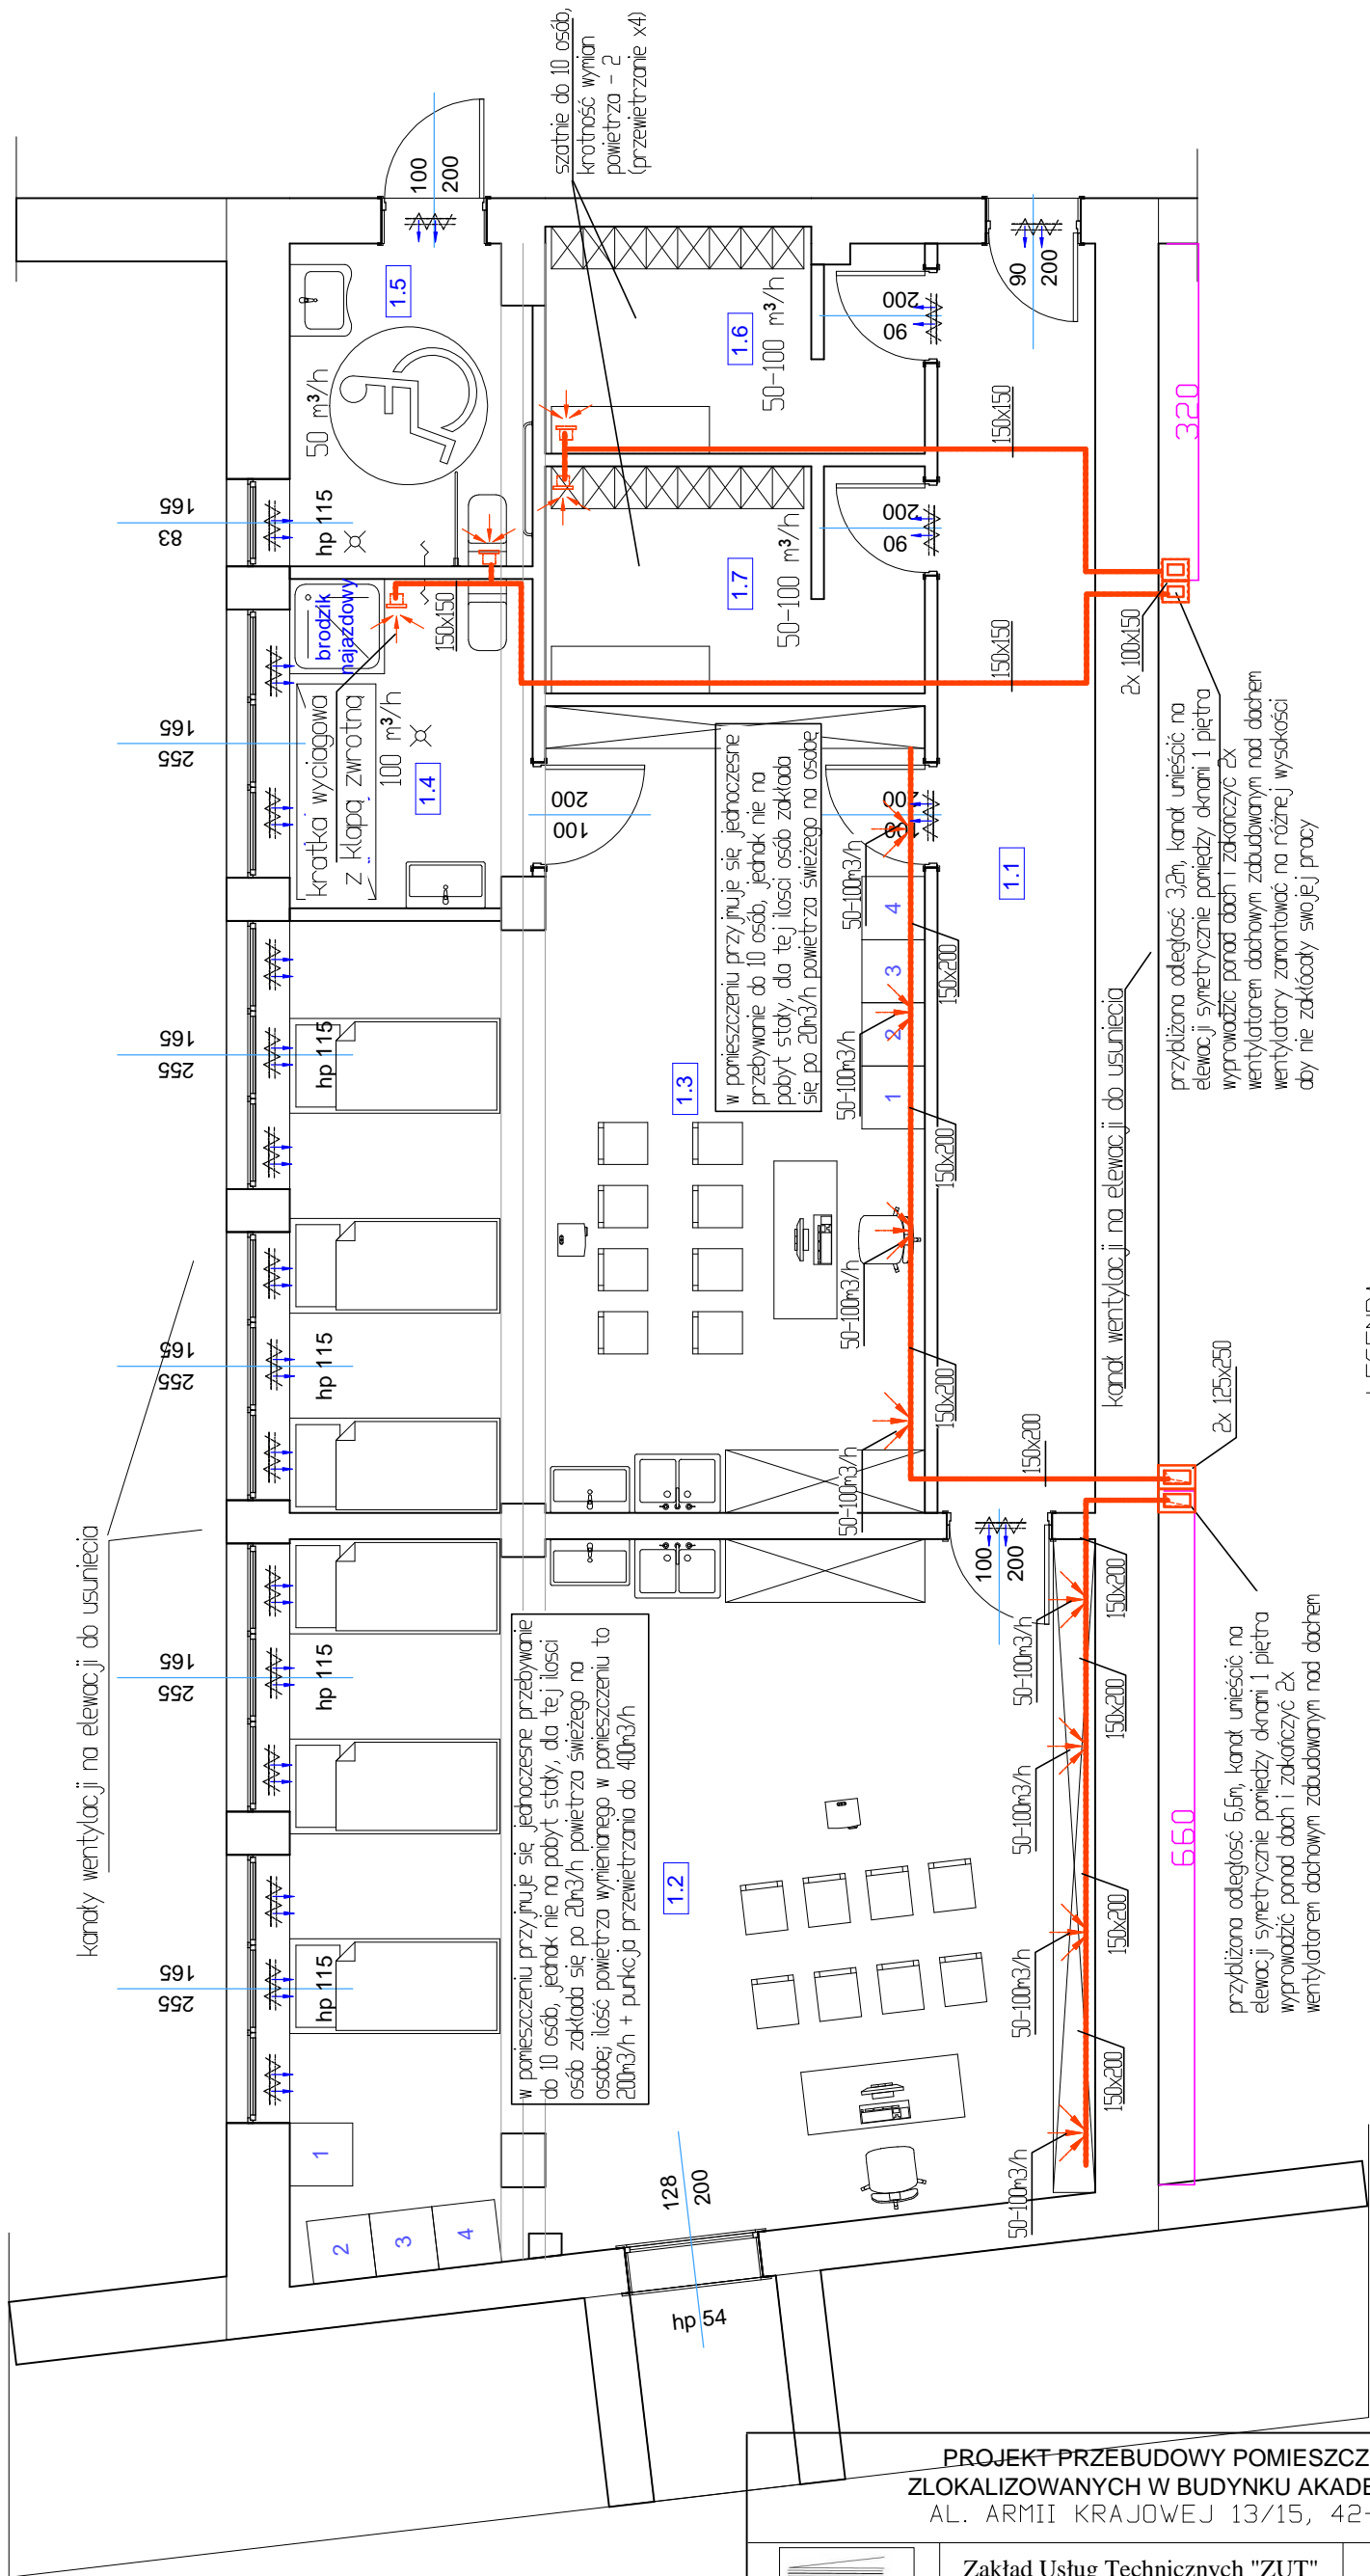 kanały wentylacji na elewacji do usuniecia
165
255
165
255
165
255
165
255
165
255
165
83
hp 115
hp 115
hp 115
hp 115
hp 115
hp 54
128
200
1
2
3
4
1.2
w pomieszczeniu przyjmuje się jednoczesne przebywanie
do 10 osób, jednak nie na pobyt stały, dla tej ilosci
osób zakłada się po 20m3/h powietrza świeżego na
osobę; ilość powietrza wymienianego w pomieszczeniu to
200m3/h + punkcja przewietrzania do 400m3/h
50-100m3/h
50-100m3/h
50-100m3/h
50-100m3/h
150x200
150x200
150x200
150x200
100
200
1.3
w pomieszczeniu przyjmuje się jednoczesne
przebywanie do 10 osób, jednak nie na
pobyt stały, dla tej ilosci osób zakłada
się po 20m3/h powietrza świeżego na osobę
50-100m3/h
50-100m3/h
50-100m3/h
50-100m3/h
150x200
150x200
150x200
150x200
1
2
3
4
100
200
200
kratka wyciągowa
z klapą zwrotną
brodzik
najazdowy
100 m³/h
1.4
150x150
50 m³/h
1.5
100
200
szatnie do 10 osób,
krotność wymian
powietrza - 2
(przewietrzanie x4)
1.6
50-100 m³/h
1.7
50-100 m³/h
90
200
90
200
90
200
150x150
150x150
1.1
kanał wentylacji na elewacji do usuniecia
2x 100x150
320
przybliżona odległość 3,2m, kanał umieścić na
elewacji symetrycznie pomiędzy oknami 1 piętra
wyprowadzić ponad dach i zakończyć 2x
wentylatorem dachowym zabudowanym nad dachem
wentylatory zamontować na różnej wysokości
aby nie zakłócały swojej pracy
2x 125x250
660
przybliżona odległość 6,6m, kanał umieścić na
elewacji symetrycznie pomiędzy oknami 1 piętra
wyprowadzić ponad dach i zakończyć 2x
wentylatorem dachowym zabudowanym nad dachem
PROJEKT PRZEBUDOWY POMIESZCZ
ZLOKALIZOWANYCH W BUDYNKU AKADE
AL. ARMII KRAJOWEJ 13/15, 42-
Zakład Usług Technicznych "ZUT"